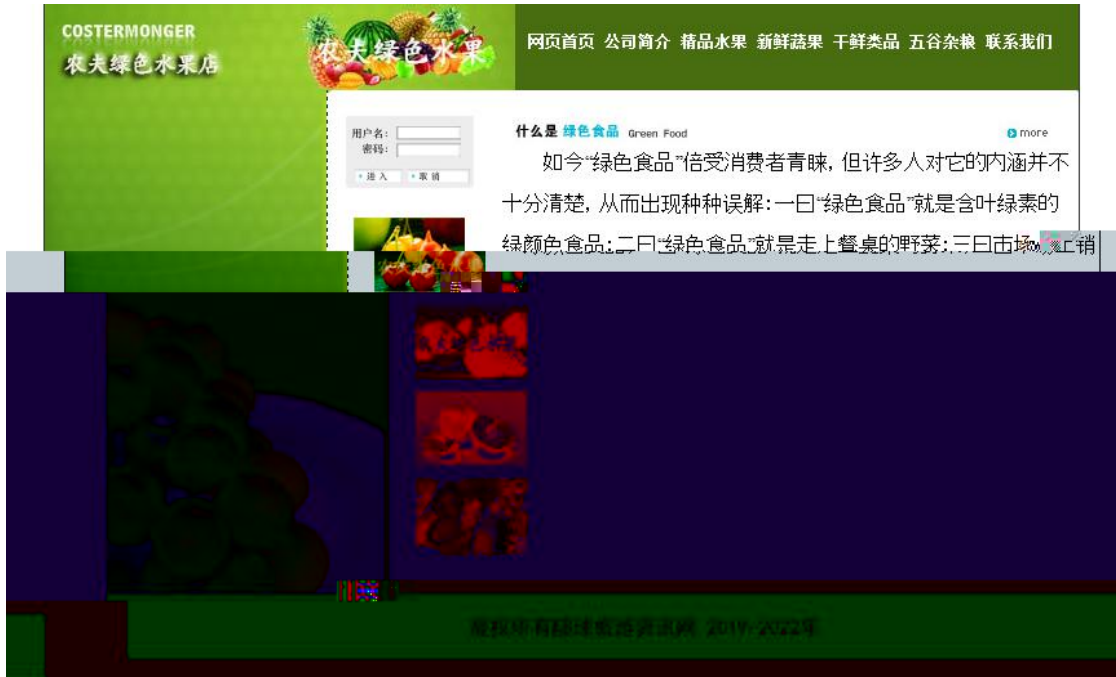 COSTERMONGER
农夫绿色水果店
农夫绿色水果
网页首页 公司简介 精品水果 新鲜蔬果 干鲜类品 五谷杂粮 联系我们
用户名：
密码：
进入 取消
什么是 绿色食品 Green Food
more
如今“绿色食品”倍受消费者青睐，但许多人对它的内涵并不
十分清楚，从而出现种种误解：一曰“绿色食品”就是含叶绿素的
绿颜色食品；二曰“绿色食品”就是走上餐桌的野菜；三曰市场上销